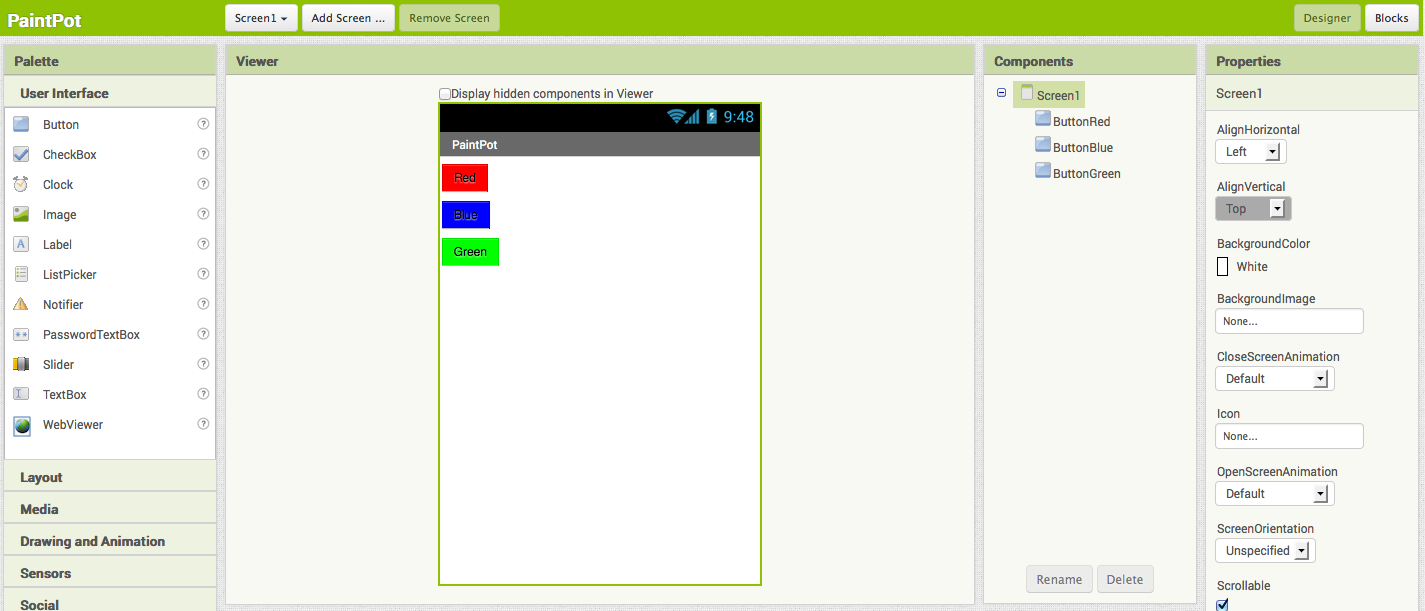 PaintPot
Screen1
Add Screen ...
Remove Screen
Designer
Blocks
Palette
User Interface
Button
CheckBox
Clock
Image
Label
ListPicker
Notifier
PasswordTextBox
Slider
TextBox
WebViewer
Layout
Media
Drawing and Animation
Sensors
Social
Viewer
Display hidden components in Viewer
9:48
PaintPot
Red
Blue
Green
Components
Screen1
ButtonRed
ButtonBlue
ButtonGreen
Rename
Delete
Properties
Screen1
AlignHorizontal
Left
AlignVertical
Top
BackgroundColor
White
BackgroundImage
None...
CloseScreenAnimation
Default
Icon
None...
OpenScreenAnimation
Default
ScreenOrientation
Unspecified
Scrollable